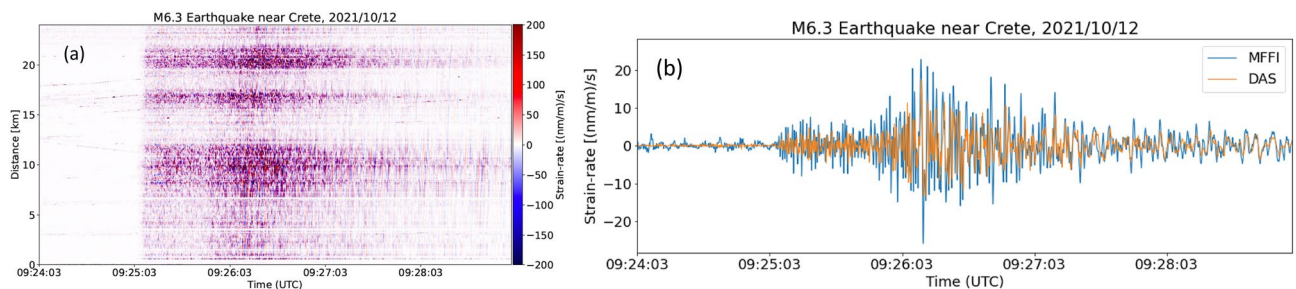 M6.3 Earthquake near Crete, 2021/10/12
(a)
Distance [km]
20
15
10
5
0
09:24:03 09:25:03 09:26:03 09:27:03 09:28:03
Time (UTC)
200
150
100
50
0
−50
−100
−150
−200
Strain-rate [(nm/m)/s]
M6.3 Earthquake near Crete, 2021/10/12
(b)
MFFI
DAS
Strain-rate [(nm/m)/s]
20
10
0
−10
−20
09:24:03 09:25:03 09:26:03 09:27:03 09:28:03
Time (UTC)